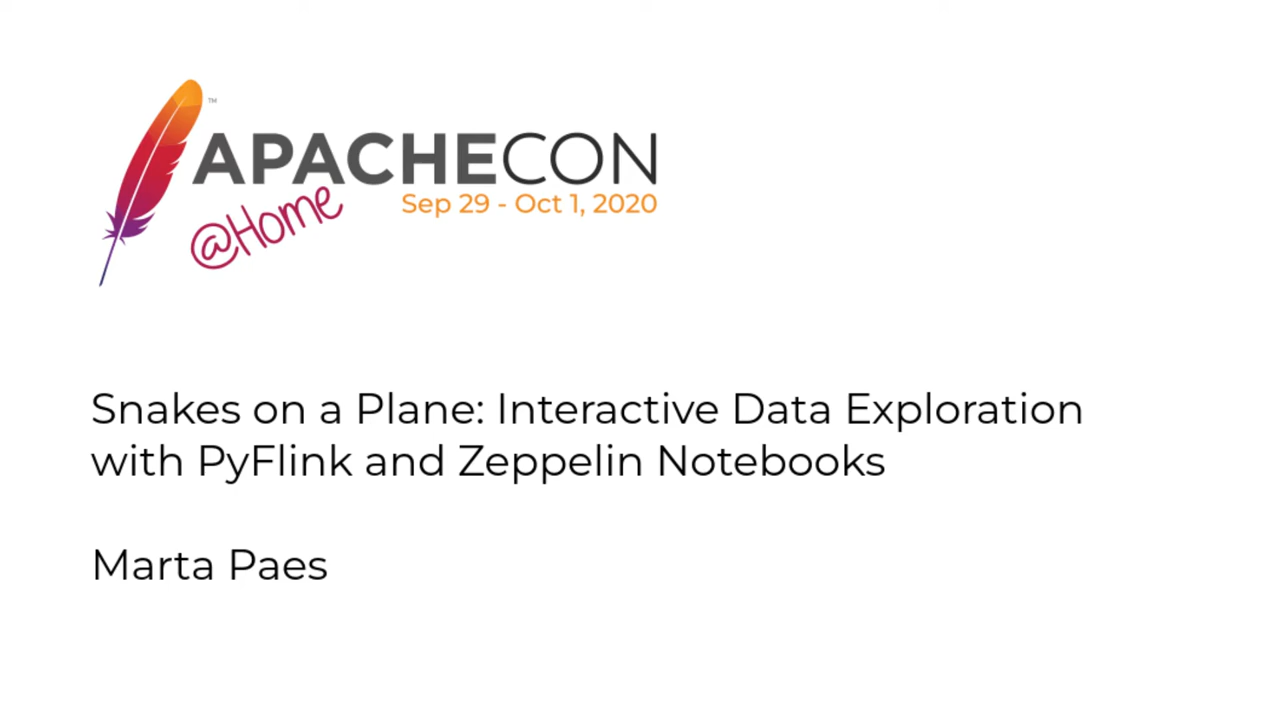 ™
APACHECON
@Home
Sep 29 - Oct 1, 2020
Snakes on a Plane: Interactive Data Exploration
with PyFlink and Zeppelin Notebooks
Marta Paes